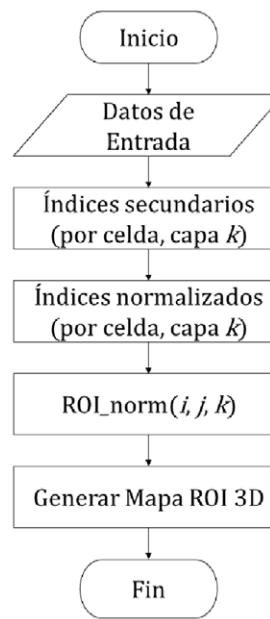 Inicio
Datos de
Entrada
Índices secundarios
(por celda, capa k)
Índices normalizados
(por celda, capa k)
ROI_norm(i, j, k)
Generar Mapa ROI 3D
Fin